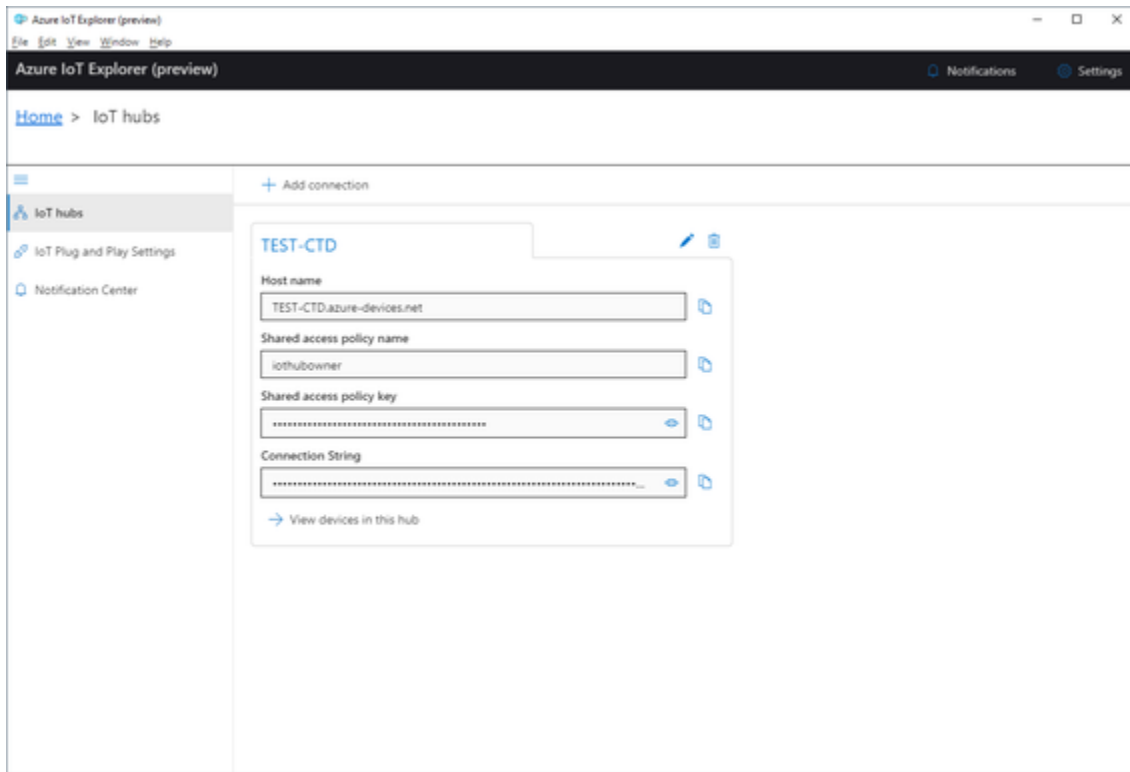 Azure IoT Explorer (preview)
File Edit View Window Help
Azure IoT Explorer (preview)
Notifications
Settings
Home > IoT hubs
+ Add connection
IoT hubs
IoT Plug and Play Settings
Notification Center
TEST-CTD
Host name
TEST-CTD.azure-devices.net
Shared access policy name
iothubowner
Shared access policy key
Connection String
→ View devices in this hub